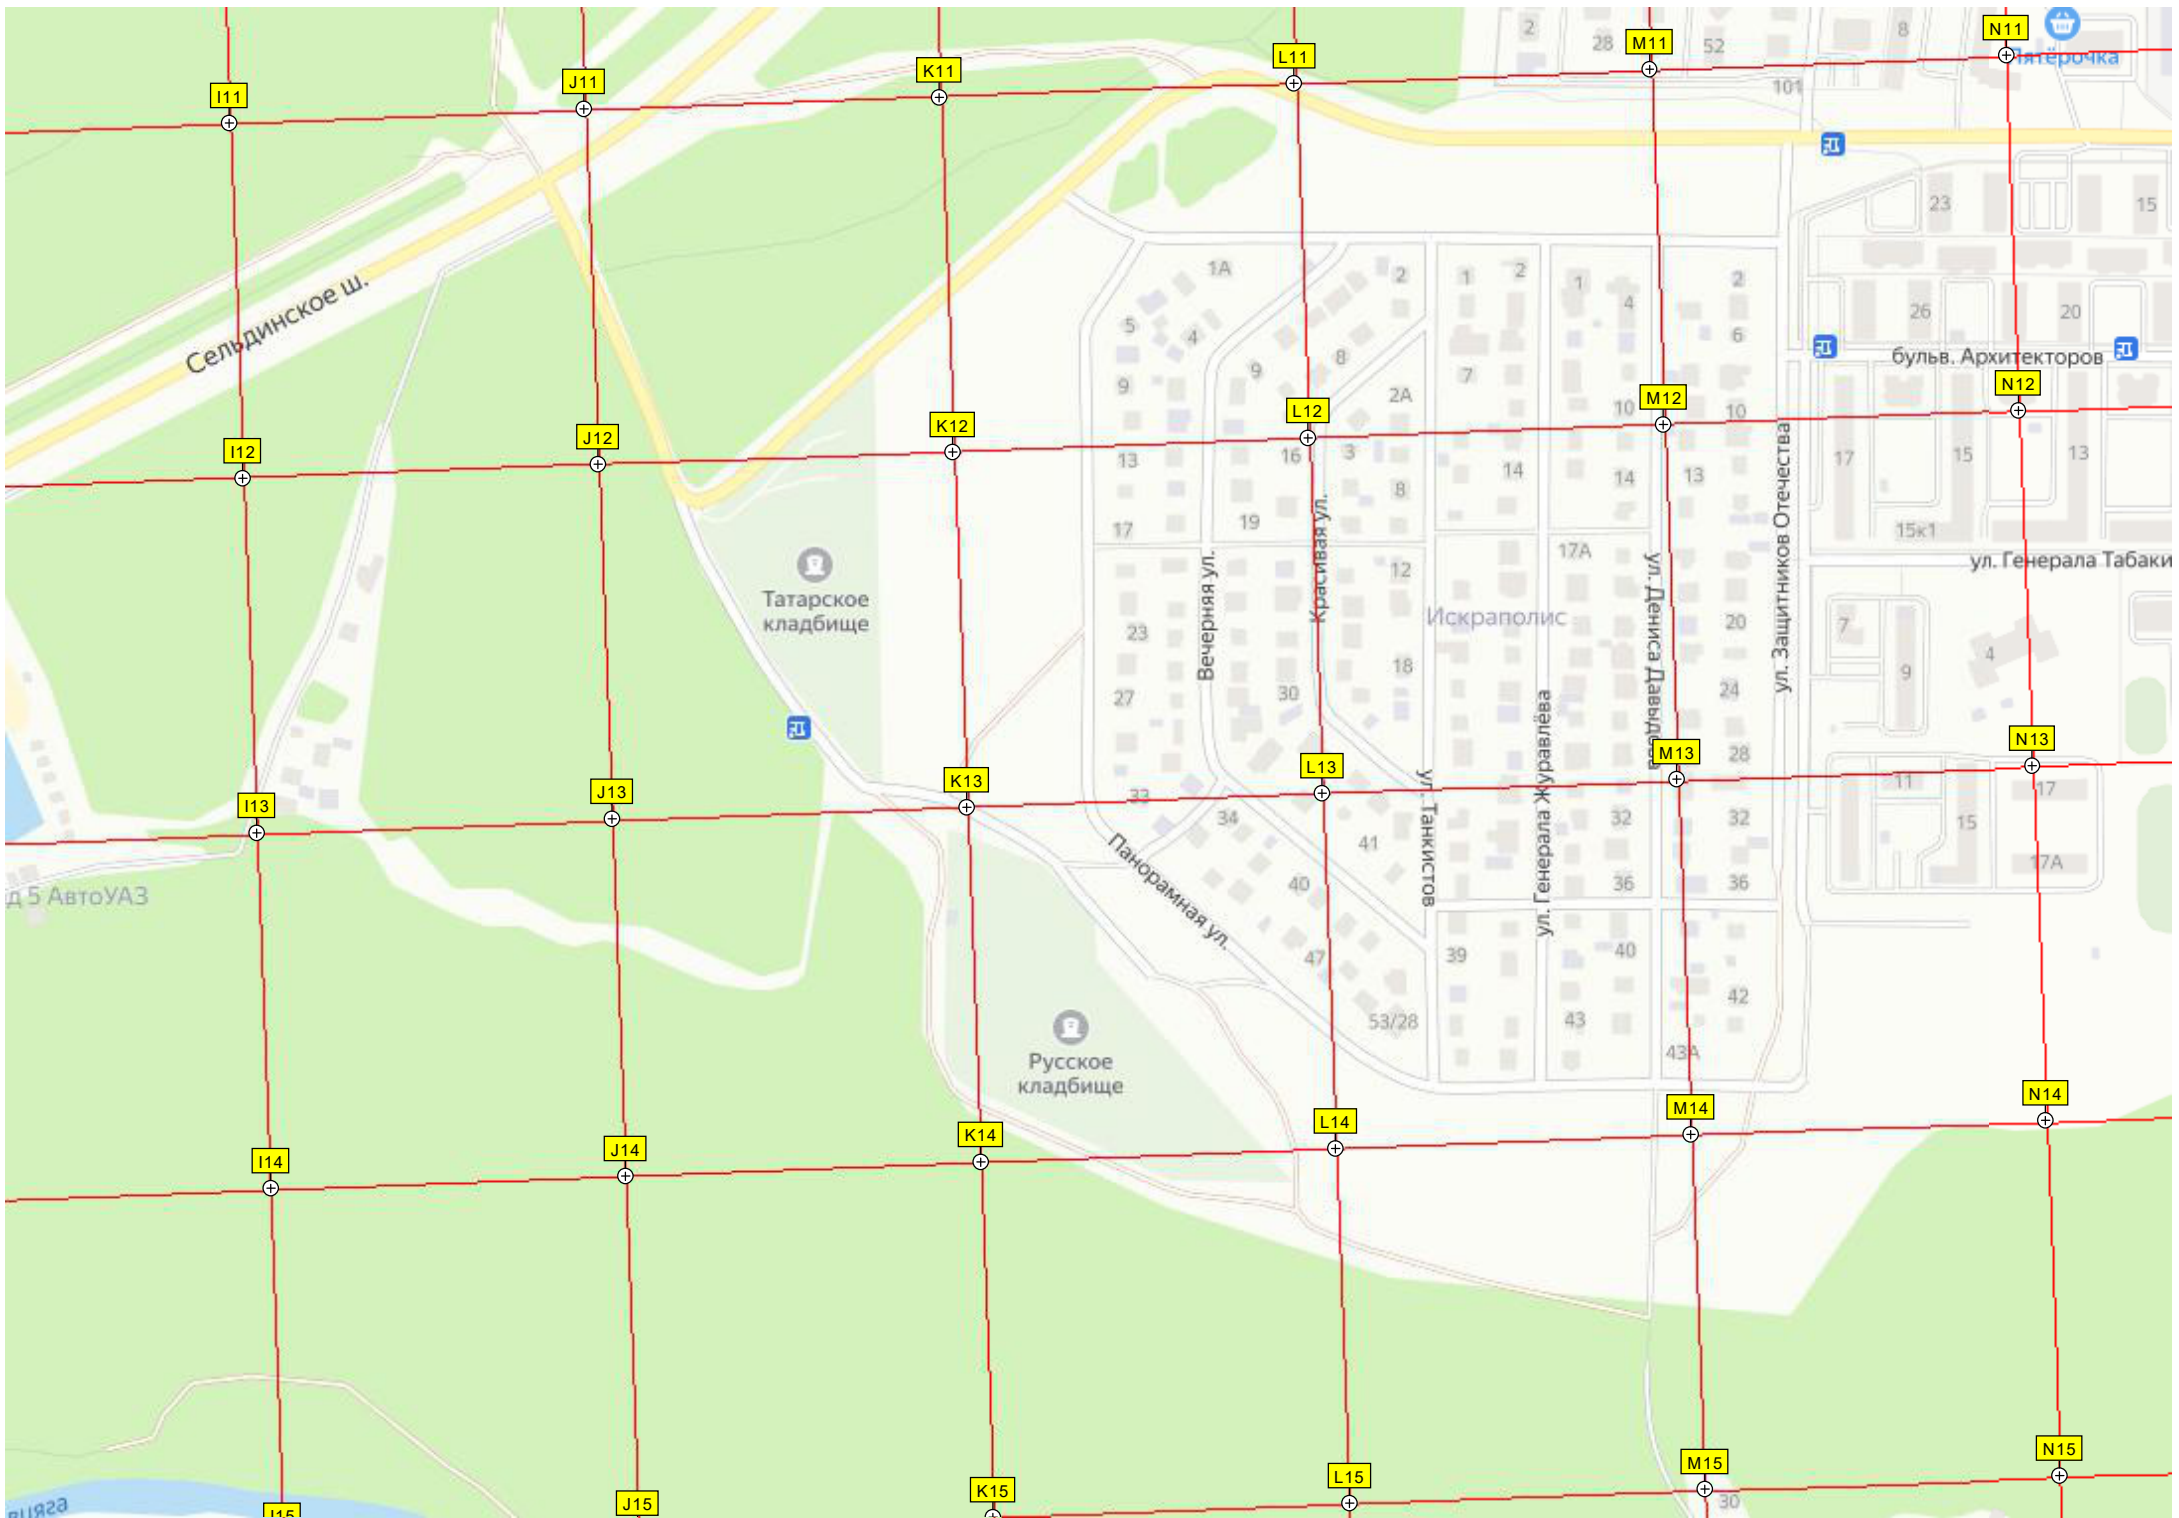 N11
M11
2
28
52
8
Пятёрочка
L11
K11
J11
I11
101
23
15
1А
2
1
2
1
4
2
Сельдинское ш.
5
4
6
26
20
бульв. Архитекторов
8
9
7
9
2А
N12
M12
10
10
L12
K12
J12
I12
13
16
3
14
14
13
17
15
13
8
17
19
15к1
Красивая ул.
ул. Защитников Отечества
17А
12
ул. Генерала Табаки
Татарское
кладбище
Вечерняя ул.
ул. Дениса Давыдова
Искраполис
23
20
7
4
18
9
27
30
24
N13
M13
28
L13
K13
J13
I13
33
11
17
34
32
32
15
41
ул. Танкистов
ул. Генерала Журавлёва
17А
Панорамная ул.
40
36
36
д 5 АвтоУАЗ
47
39
40
42
53/28
43
43А
Русское
кладбище
N14
M14
L14
K14
J14
I14
N15
M15
L15
K15
J15
I15
30